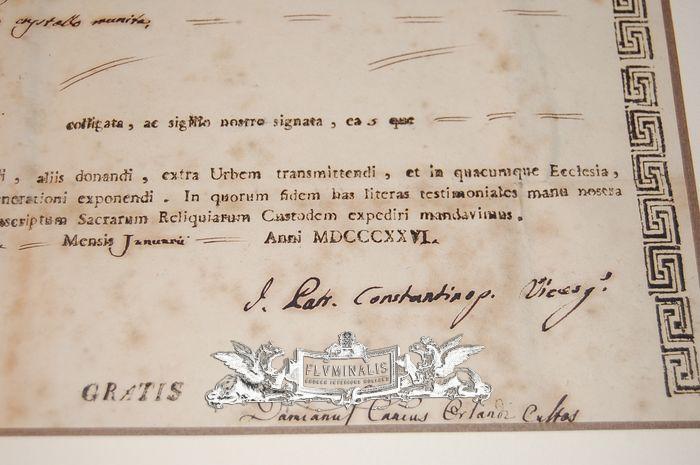 crystallo munita,
colligata, ac sigillo nostro signata, ea s que
di, aliis donandi, extra Urbem transmittendi, et in quacumque Ecclesia,
nerationi exponendi. In quorum fidem has literas testimoniales manu nostra
scriptum Sacrarum Reliquiarum Custodem expediri mandavimus.
Mensis Januarii Anni MDCCCXXVI.
J. Patr. Constantinop. Vicesg.
FLVMINALIS
GRATIS
Damianus Cancus Orlandi Custos